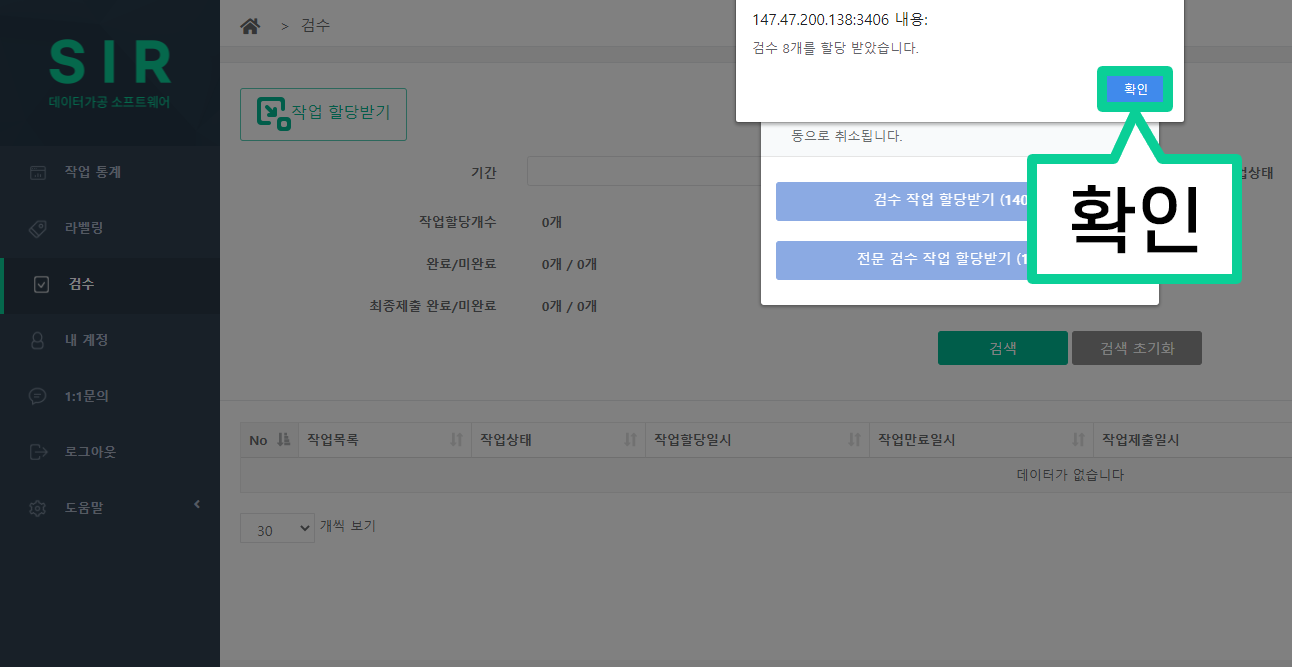 SIR
데이터가공 소프트웨어
작업 통계
라벨링
검수
내 계정
1:1문의
로그아웃
도움말
> 검수
작업 할당받기
147.47.200.138:3406 내용:
검수 8개를 할당 받았습니다.
확인
동으로 취소됩니다.
검수 작업 할당받기 (140
전문 검수 작업 할당받기 (1
확인
기간
업상태
작업할당개수 0개
완료/미완료 0개 / 0개
최종제출 완료/미완료 0개 / 0개
검색 검색 초기화
No 작업목록 작업상태 작업할당일시 작업만료일시 작업제출일시
데이터가 없습니다
30 개씩 보기